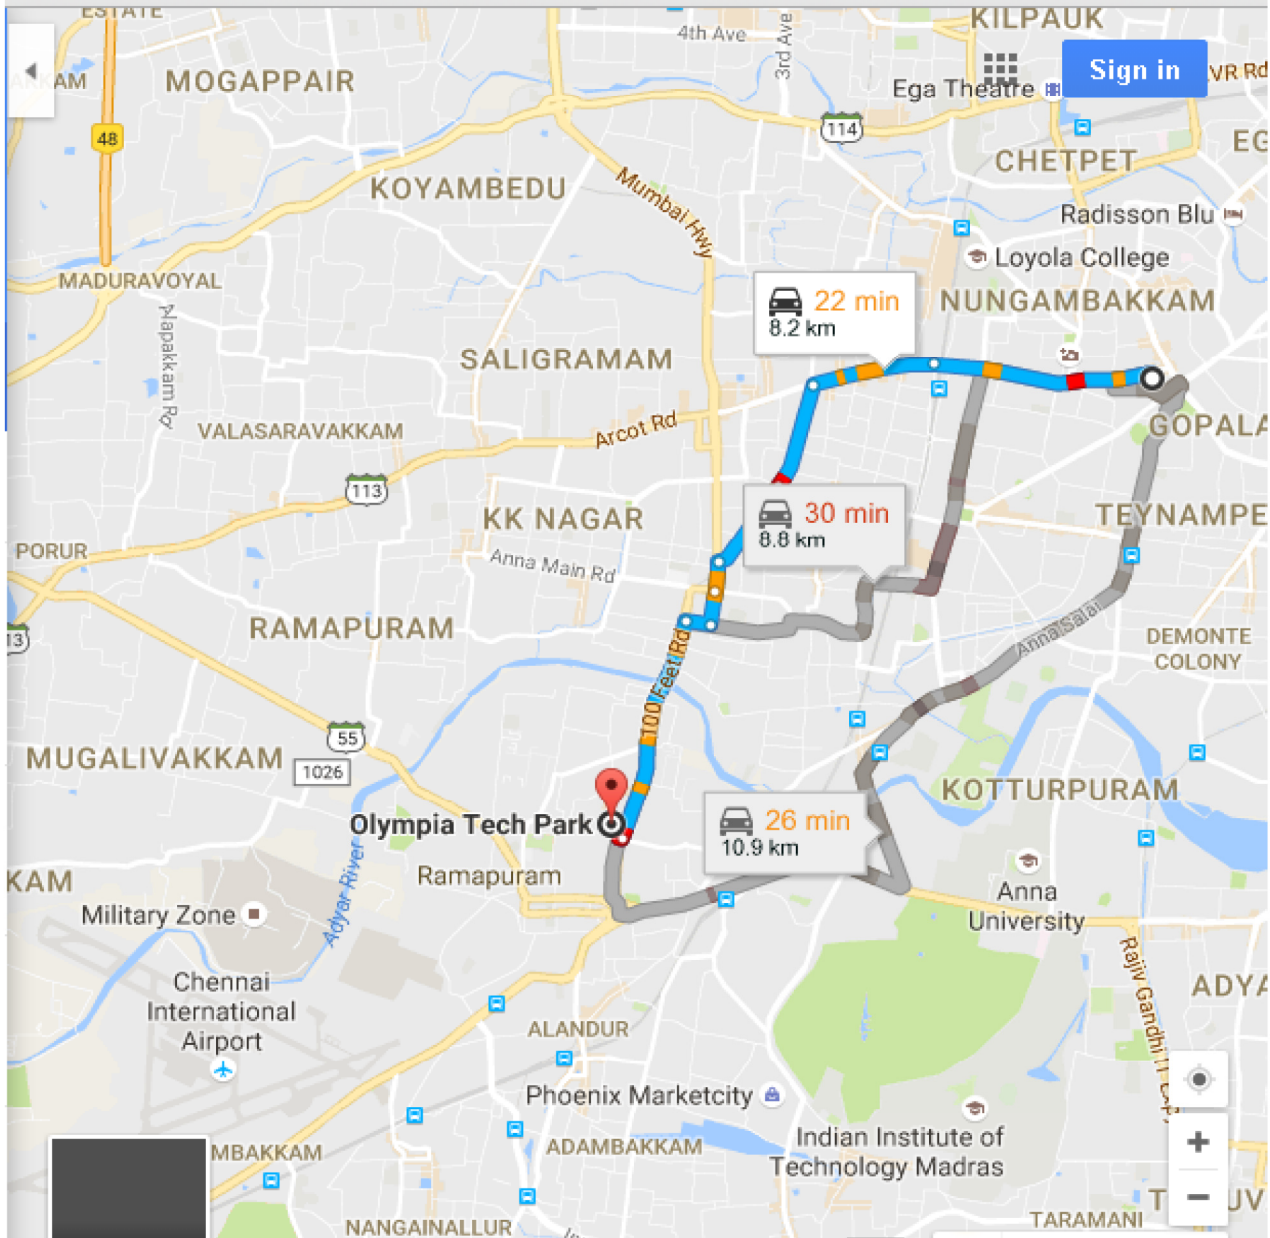 ESTATE
4th Ave
3rd Ave
KILPAUK
Sign in
VR Rd
MOGAPPAIR
Ega Theatre
48
114
CHETPET
KOYAMBEDU
Mumbai Hwy
Radisson Blu
Loyola College
MADURAVOYAL
22 min
8.2 km
NUNGAMBAKKAM
Alapakkam Rd
SALIGRAMAM
VALASARAVAKKAM
Arcot Rd
GOPALA
113
KK NAGAR
30 min
8.8 km
TEYNAMPE
PORUR
Anna Main Rd
13
RAMAPURAM
Anna Salai
DEMONTE
COLONY
100 Feet Rd
55
MUGALIVAKKAM
1026
KOTTURPURAM
Olympia Tech Park
26 min
10.9 km
KAM
Ramapuram
Adyar River
Military Zone
Anna
University
Rajiv Gandhi IT Expy
Chennai
International
Airport
ADYA
ALANDUR
Phoenix Marketcity
Indian Institute of
Technology Madras
MBAKKAM
ADAMBAKKAM
NANGAINALLUR
TARAMANI
UV